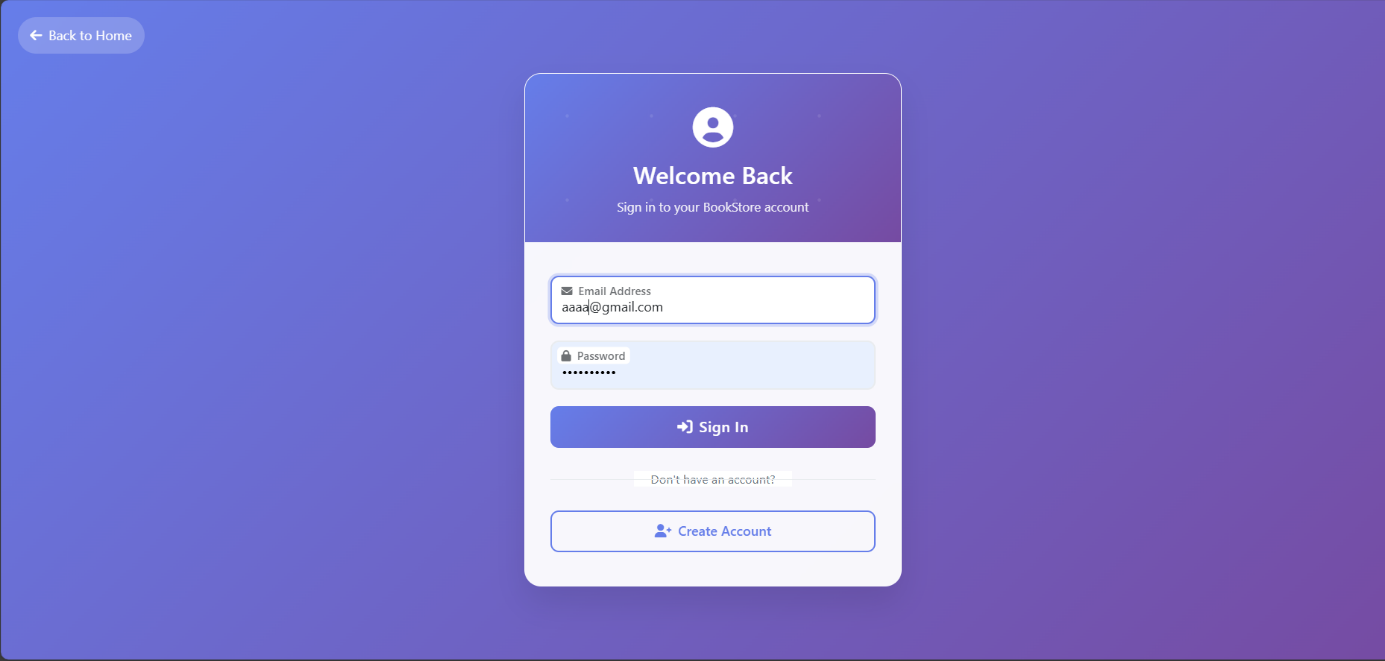 Back to Home
Welcome Back
Sign in to your BookStore account
Email Address
aaaa@gmail.com
Password
••••••••••
Sign In
Don't have an account?
Create Account